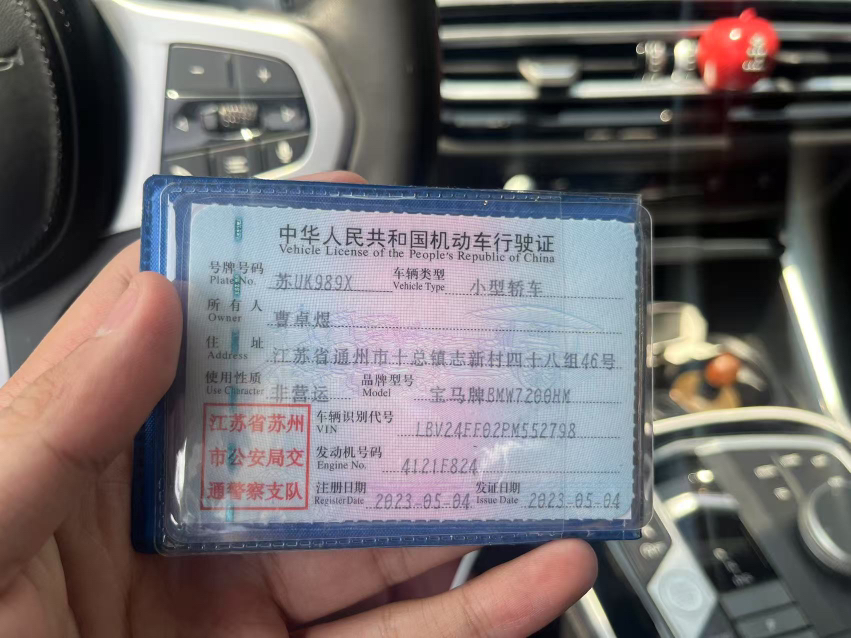 中华人民共和国机动车行驶证
Vehicle License of the People's Republic of China
号牌号码 苏UK989X 车辆类型 小型轿车
Plate No. Vehicle Type
所有人 曹卓煜
Owner
住址 江苏省通州市十总镇志新村四十八组46号
Address
使用性质 非营运 品牌型号 宝马牌BMW7200HM
Use Character Model
江苏省苏州
市公安局交
通警察支队
车辆识别代号 LBV24FF02PM552798
VIN
发动机号码 4121F824
Engine No.
注册日期 2023-05-04 发证日期 2023-05-04
Register Date Issue Date